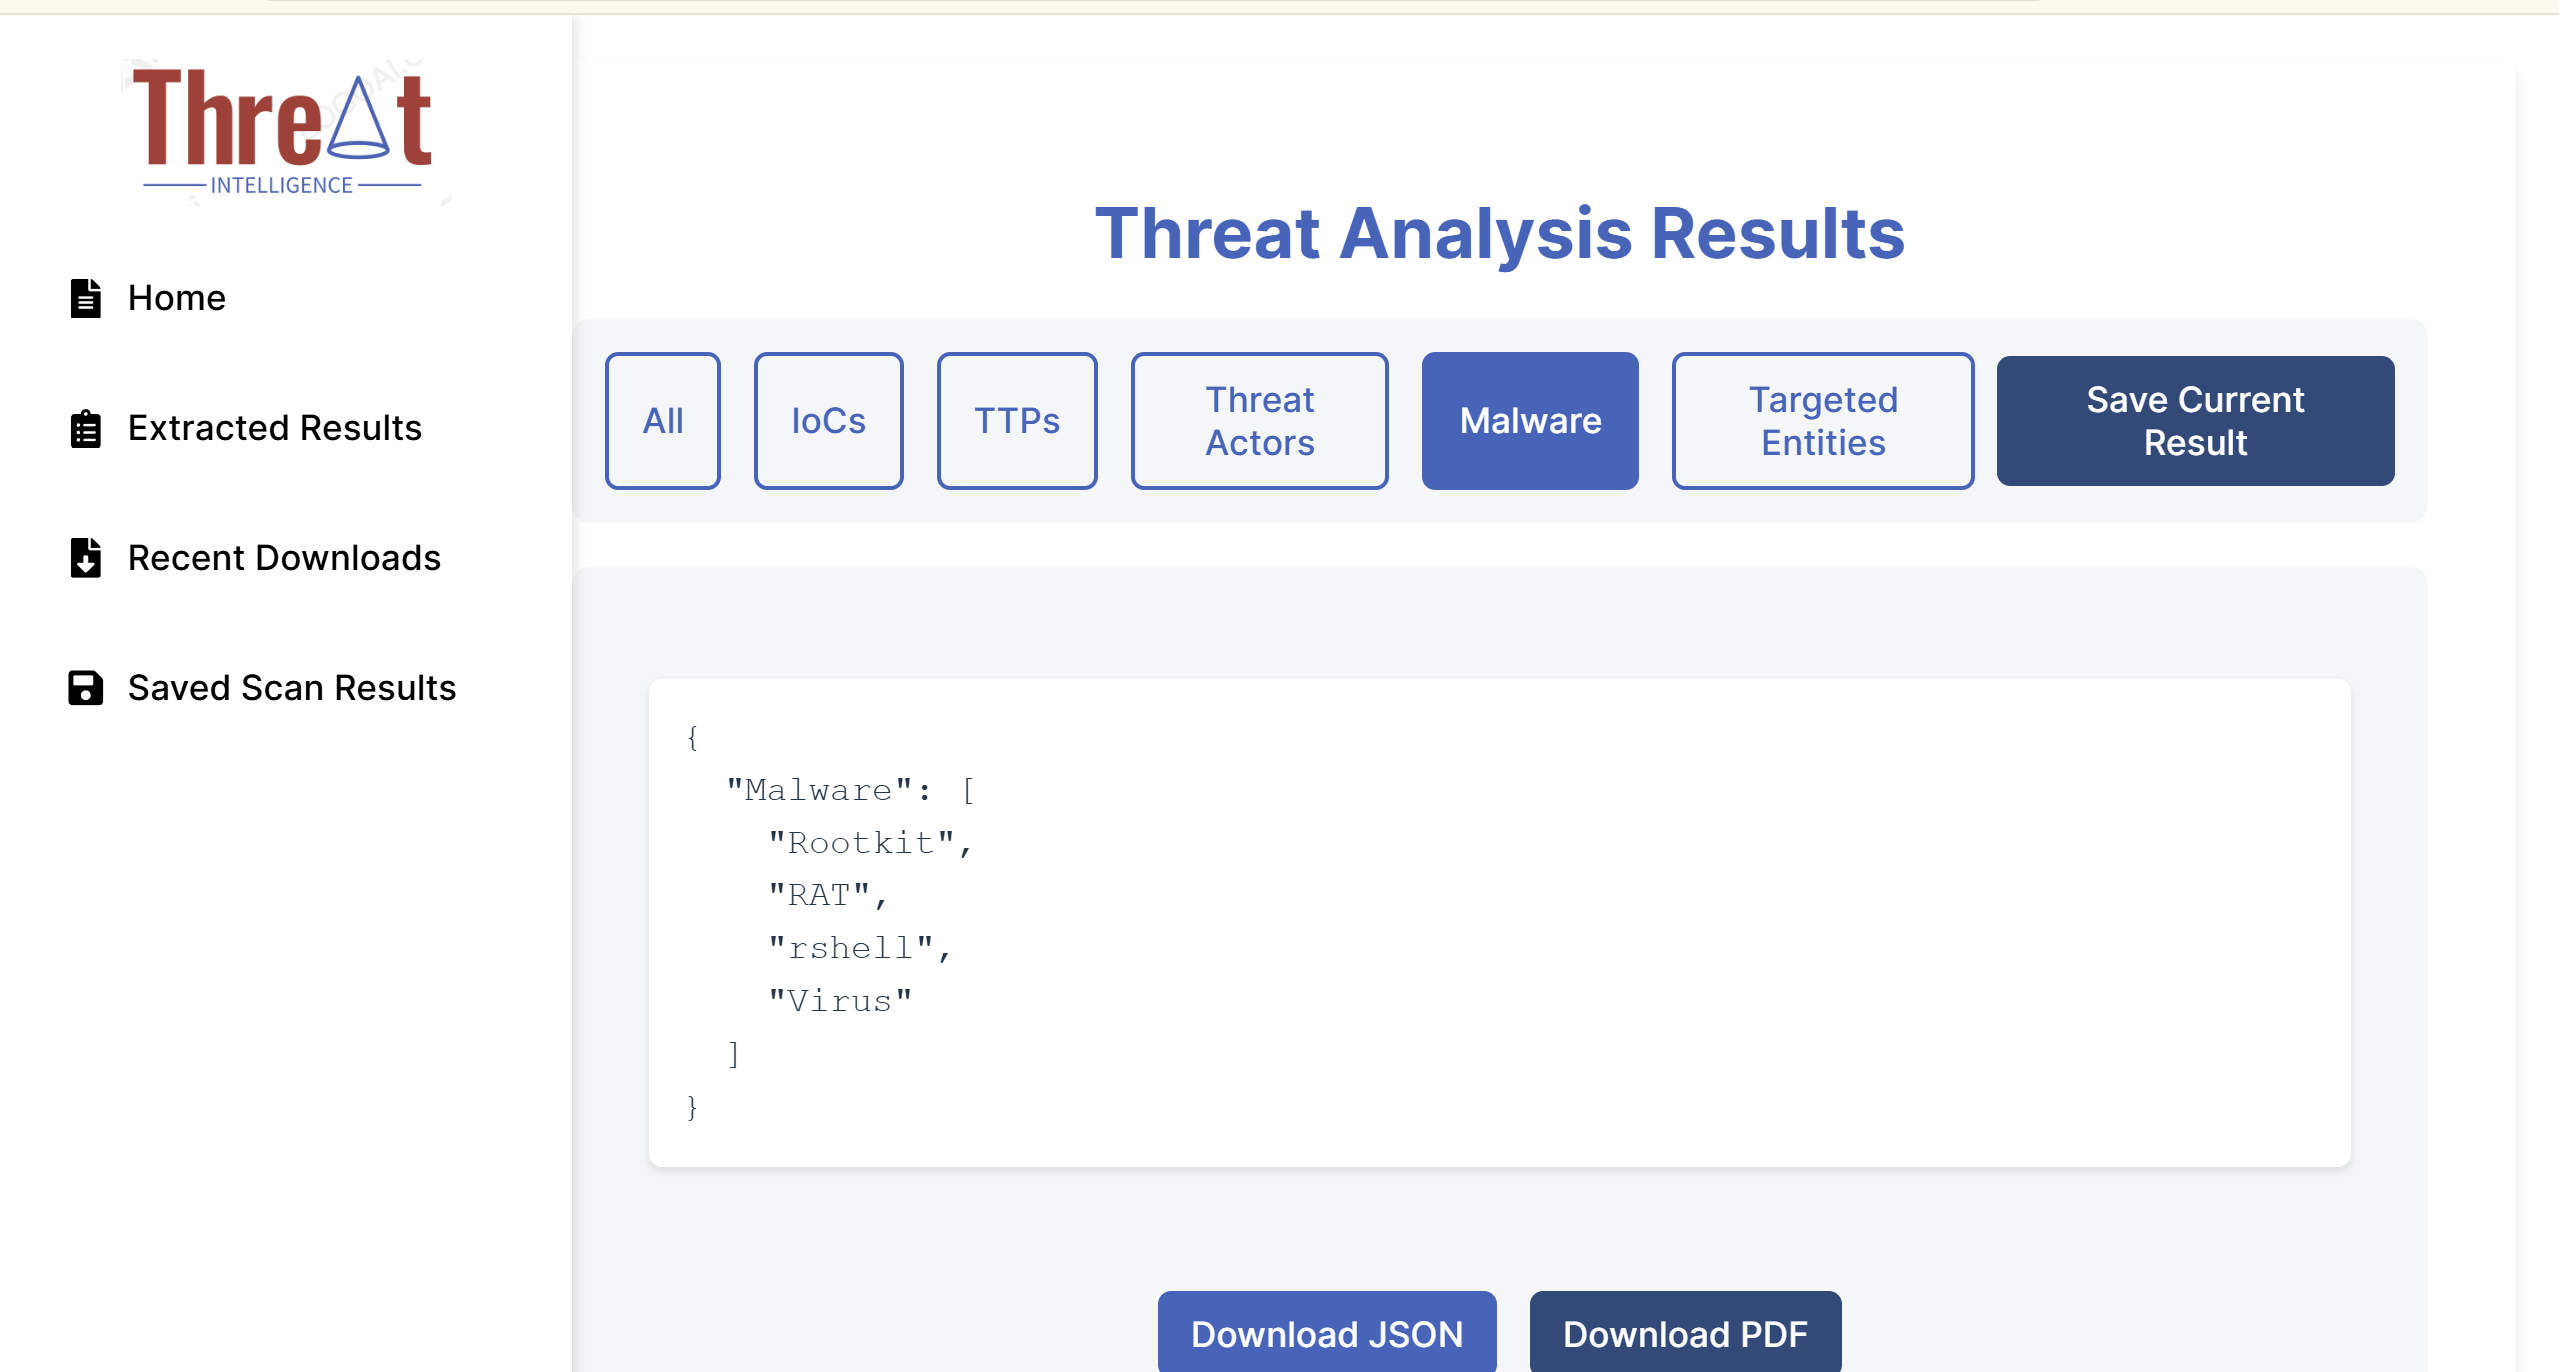 Thre t
INTELLIGENCE
Home
Extracted Results
Recent Downloads
Saved Scan Results
Threat Analysis Results
All
IoCs
TTPs
Threat
Actors
Malware
Targeted
Entities
Save Current
Result
{
"Malware": [
"Rootkit",
"RAT",
"rshell",
"Virus"
]
}
Download JSON
Download PDF